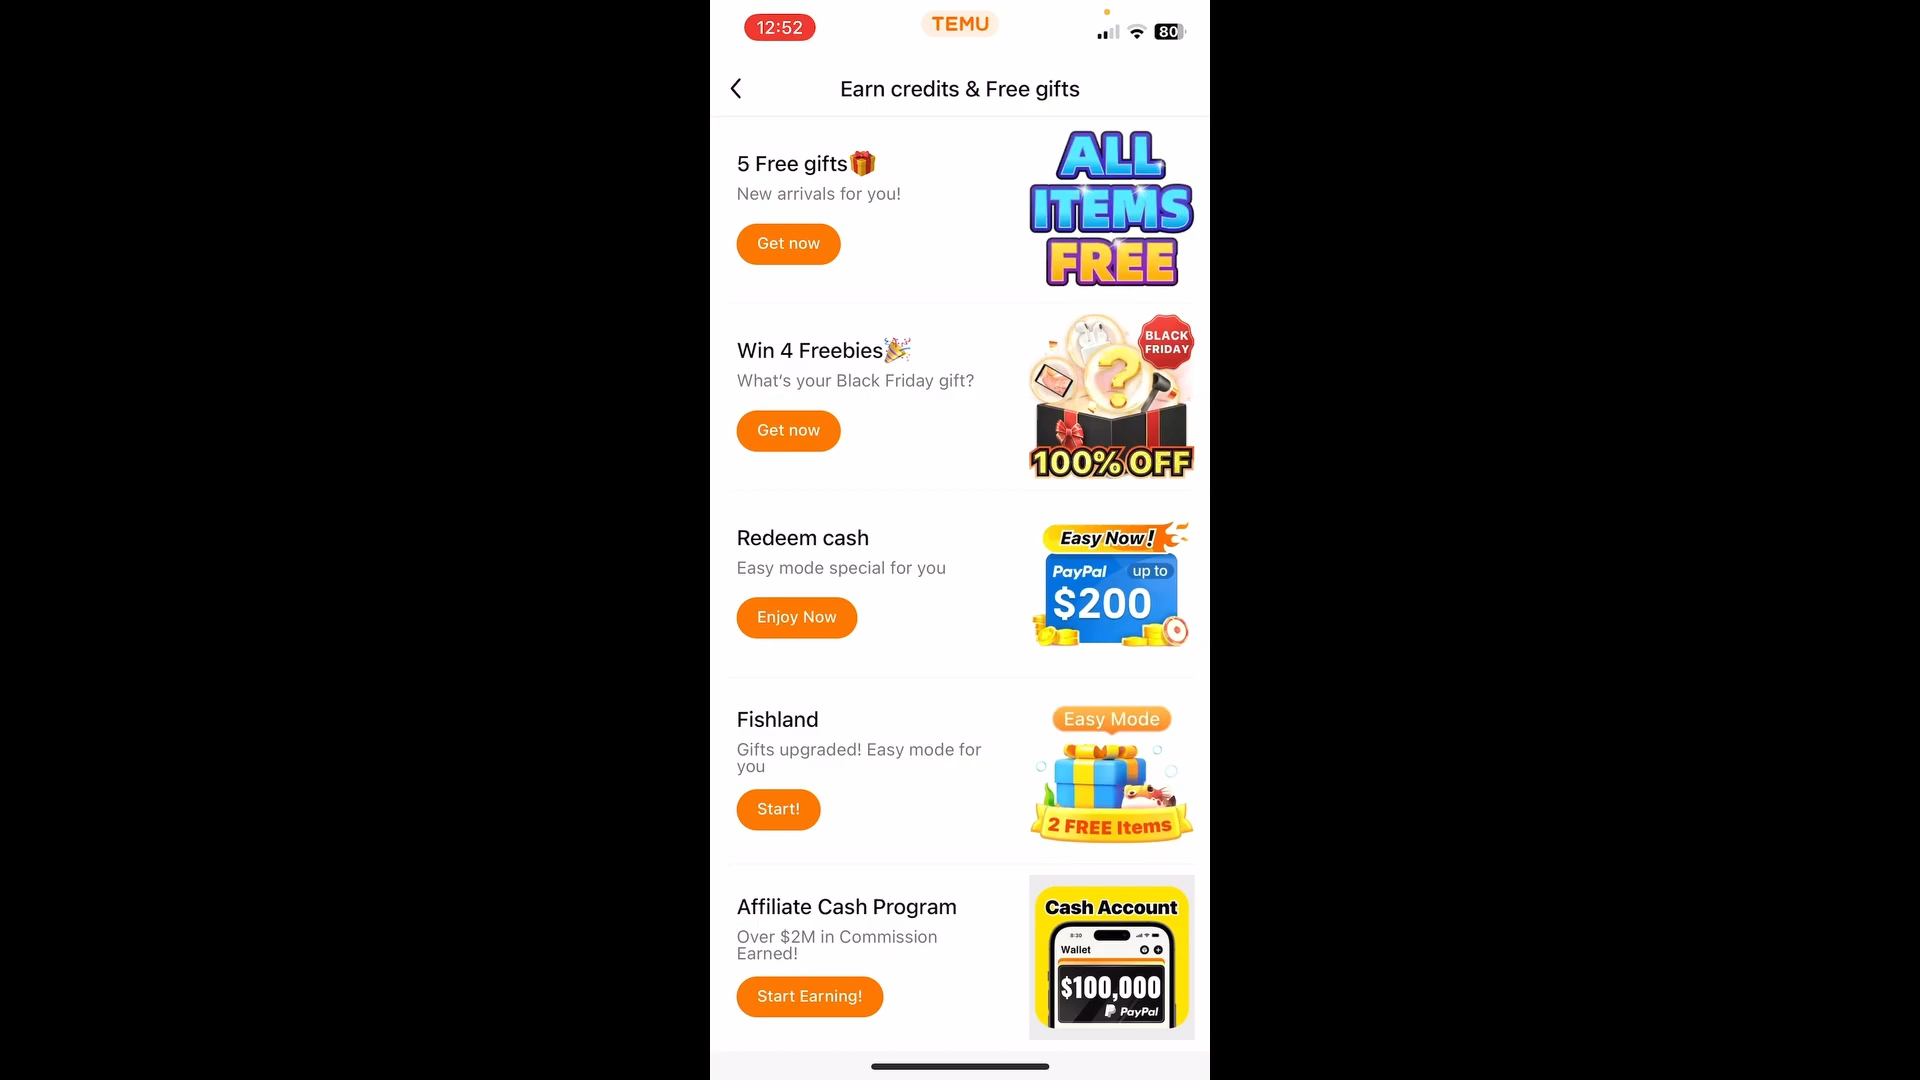 12:52
TEMU
80
Earn credits & Free gifts
5 Free gifts
New arrivals for you!
Get now
ALL
ITEMS
FREE
Win 4 Freebies
What's your Black Friday gift?
Get now
BLACK
FRIDAY
?
100% OFF
Redeem cash
Easy mode special for you
Enjoy Now
Easy Now!
PayPal up to
$200
Fishland
Gifts upgraded! Easy mode for
you
Start!
Easy Mode
2 FREE Items
Affiliate Cash Program
Over $2M in Commission
Earned!
Start Earning!
Cash Account
8:30
Wallet
$100,000
PayPal